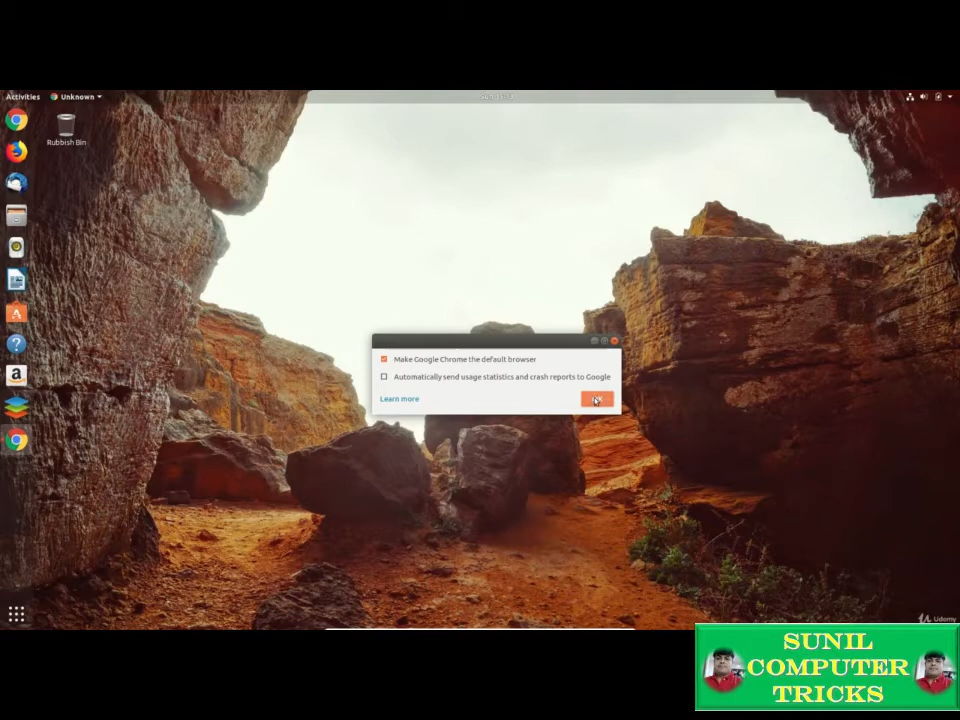 Activities
Unknown
Rubbish Bin
Make Google Chrome the default browser
Automatically send usage statistics and crash reports to Google
Learn more
Udemy
SUNIL
COMPUTER
TRICKS